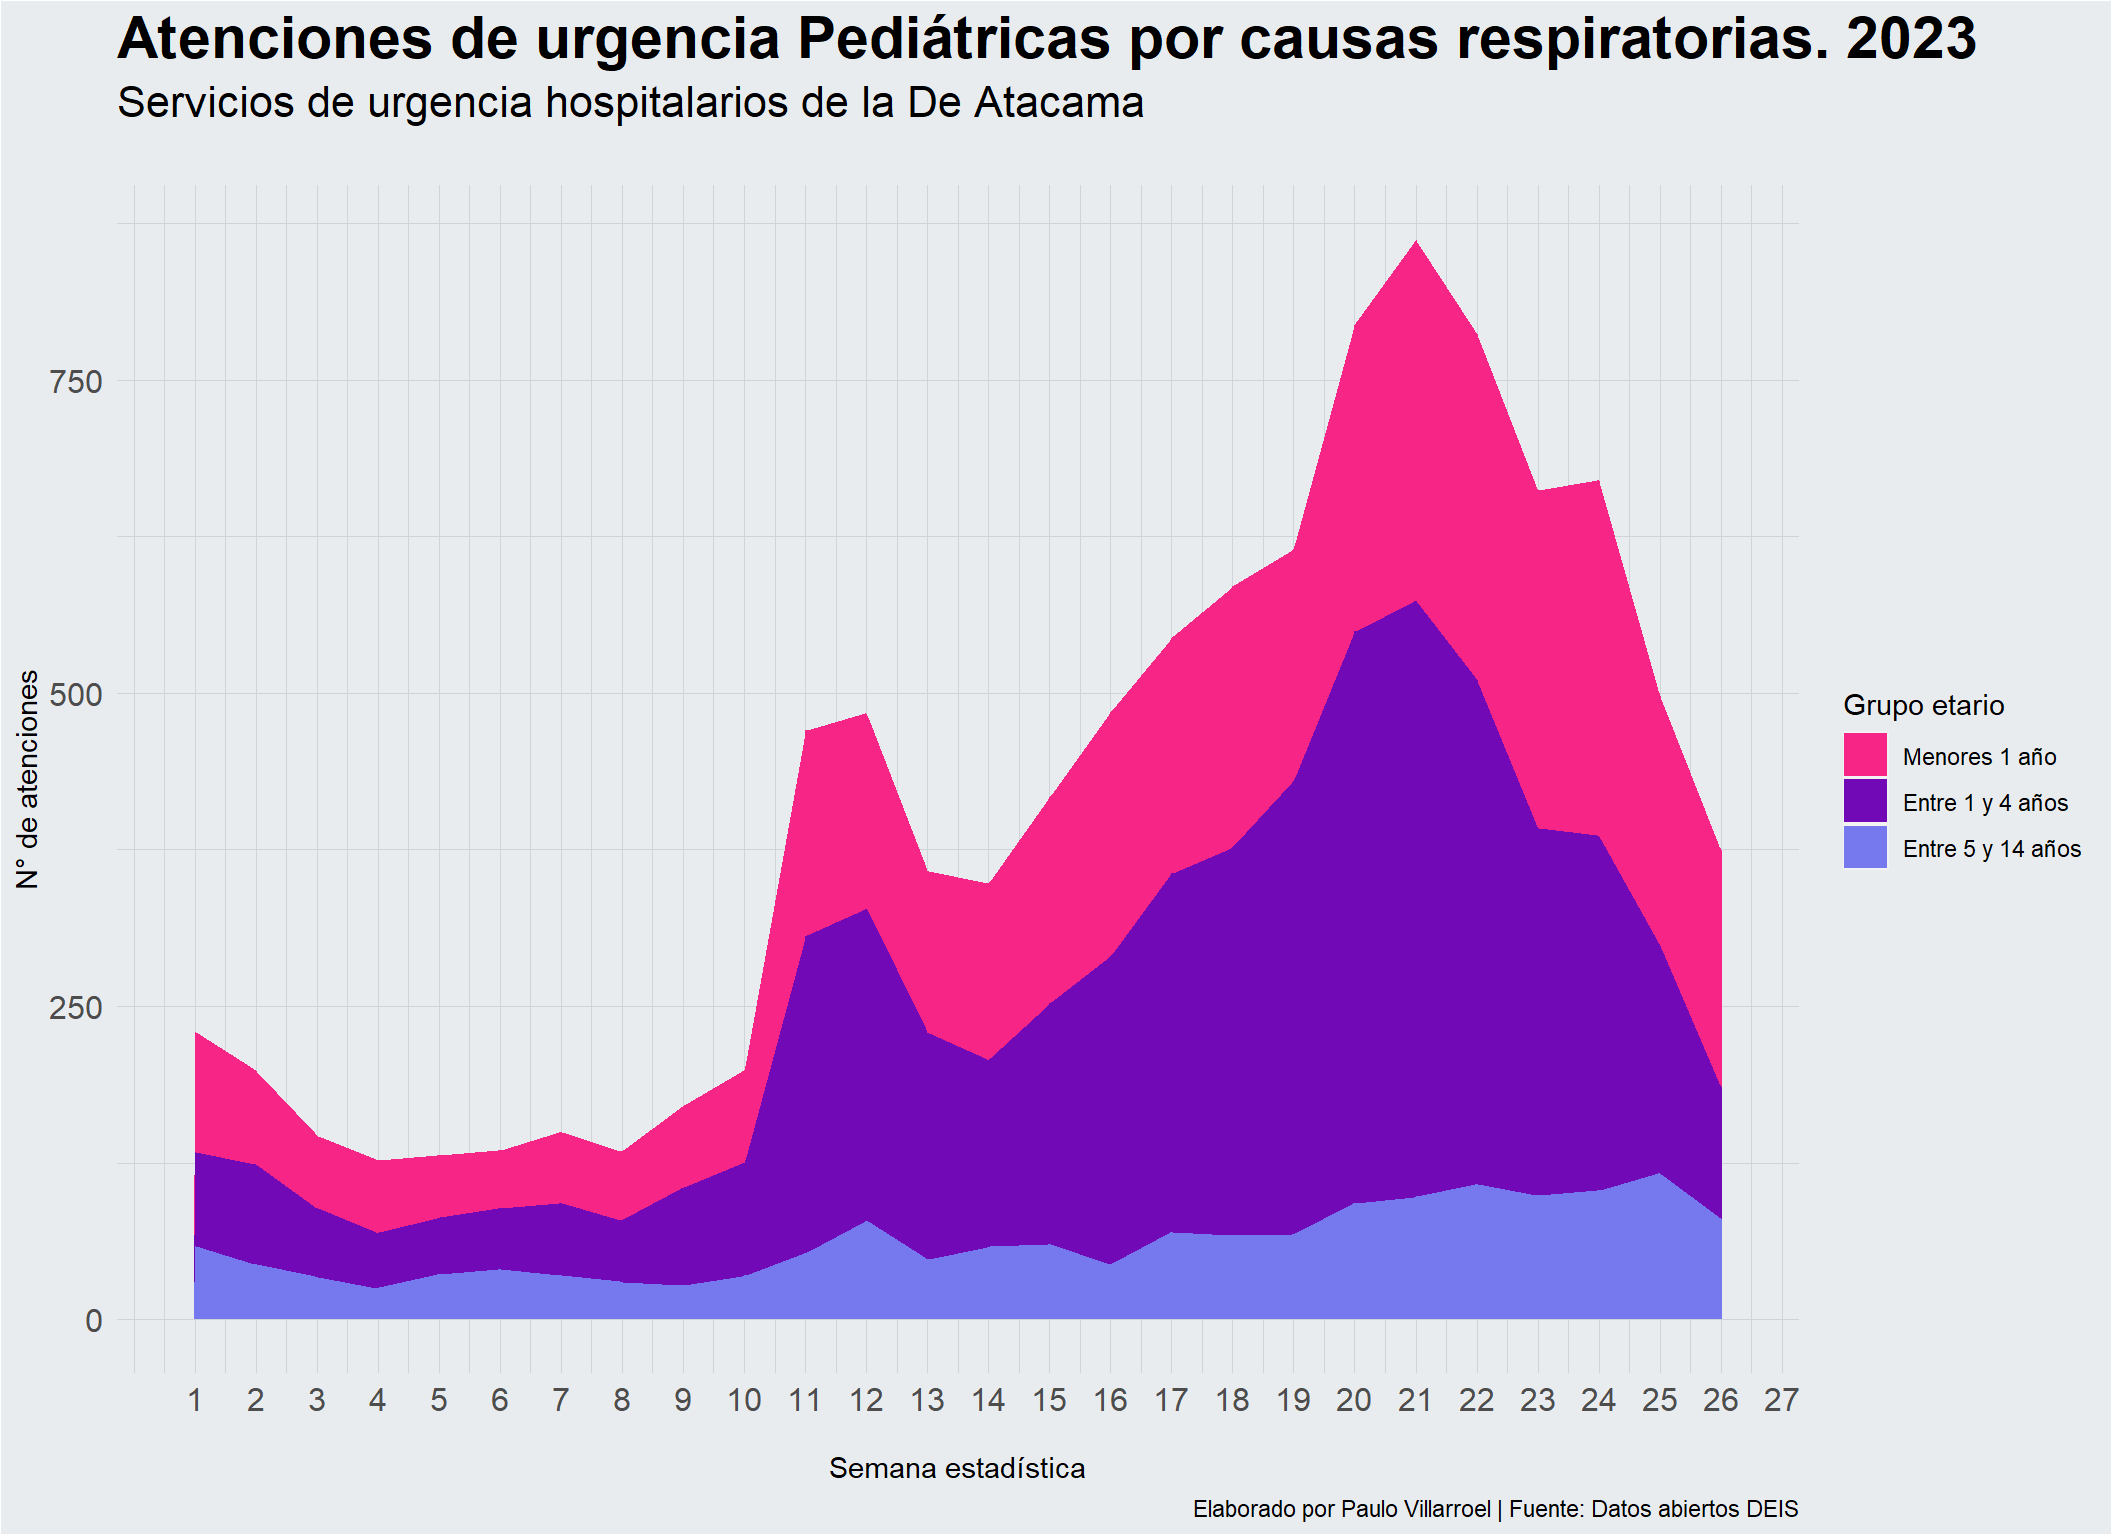 Atenciones de urgencia Pediátricas por causas respiratorias. 2023
Servicios de urgencia hospitalarios de la De Atacama
N° de atenciones
750
500
250
0
1 2 3 4 5 6 7 8 9 10 11 12 13 14 15 16 17 18 19 20 21 22 23 24 25 26 27
Semana estadística
Grupo etario
Menores 1 año
Entre 1 y 4 años
Entre 5 y 14 años
Elaborado por Paulo Villarroel | Fuente: Datos abiertos DEIS